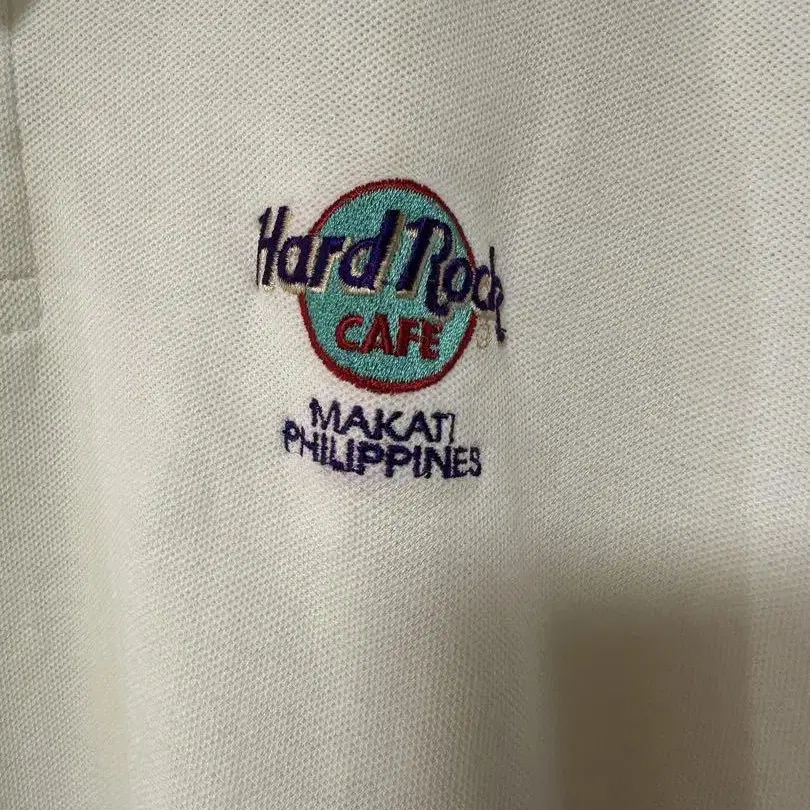 Hard Rock
CAFE
MAKATI
PHILIPPINES